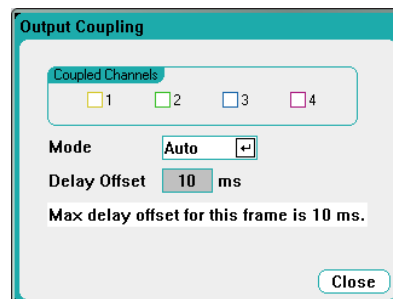 Output Coupling
Coupled Channels
1 2 3 4
Mode Auto
Delay Offset 10 ms
Max delay offset for this frame is 10 ms.
Close